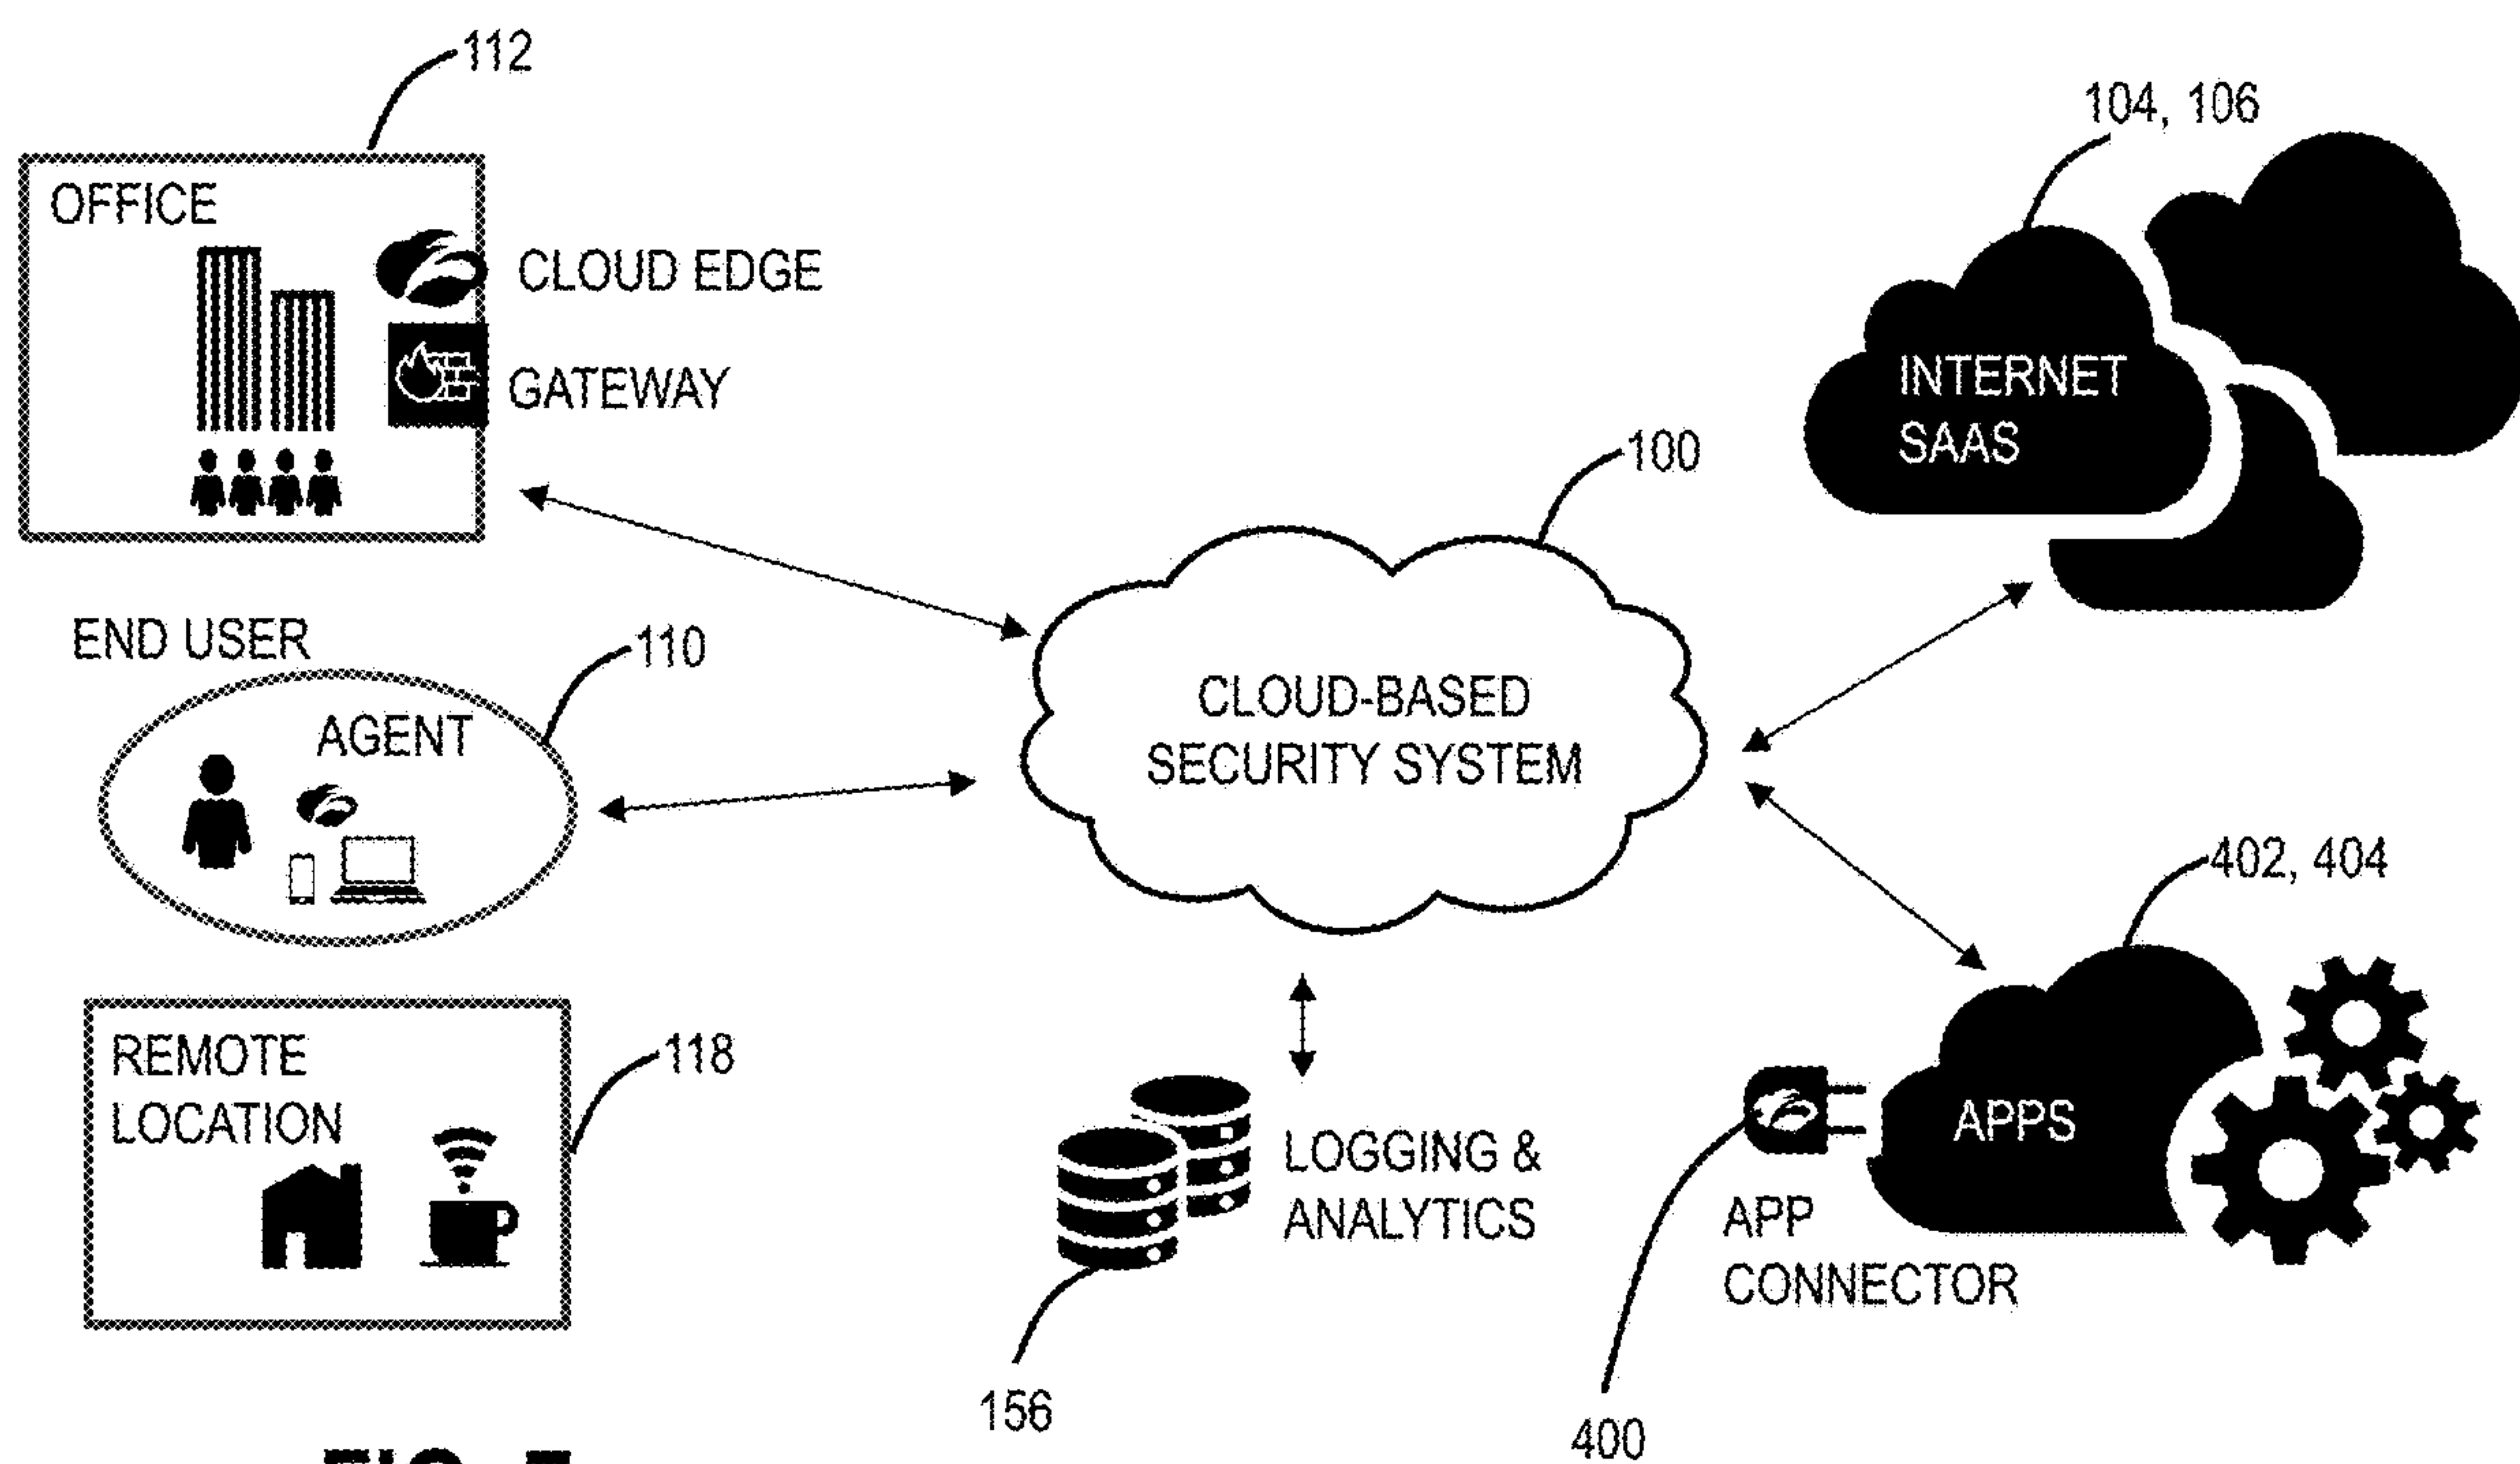 112
OFFICE
CLOUD EDGE
GATEWAY
104, 106
INTERNET
SAAS
100
END USER
110
AGENT
CLOUD-BASED
SECURITY SYSTEM
402, 404
REMOTE
LOCATION
118
LOGGING &
ANALYTICS
APPS
APP
CONNECTOR
156
400